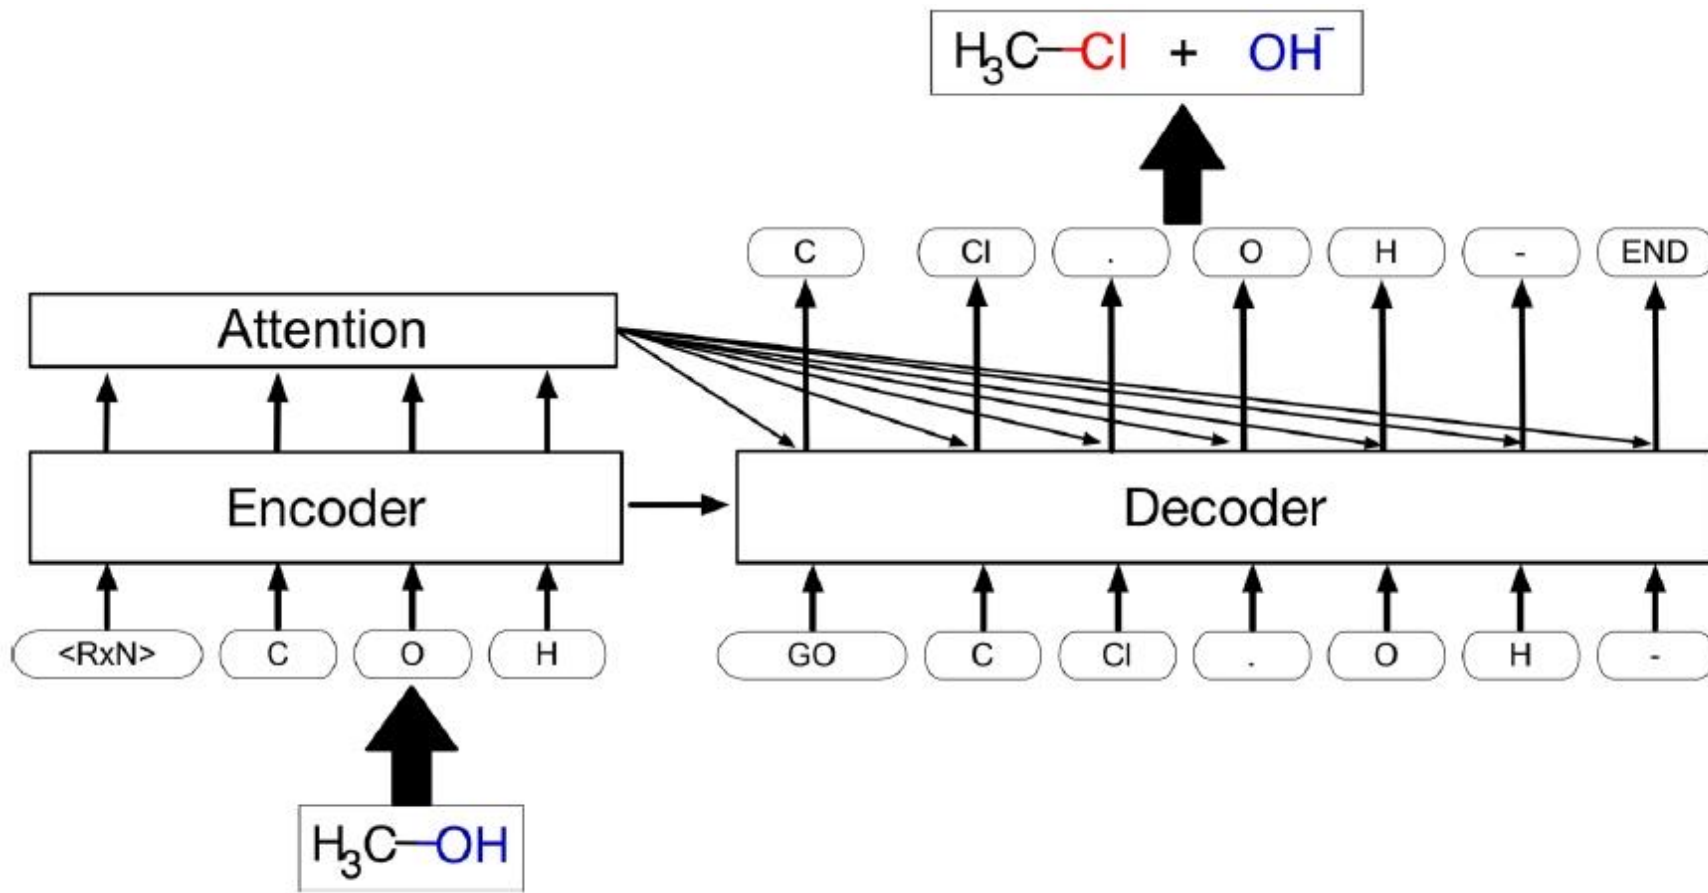 H₃C—Cl + OH⁻
C Cl . O H - END
Attention
Encoder Decoder
<RxN> C O H GO C Cl . O H -
H₃C—OH